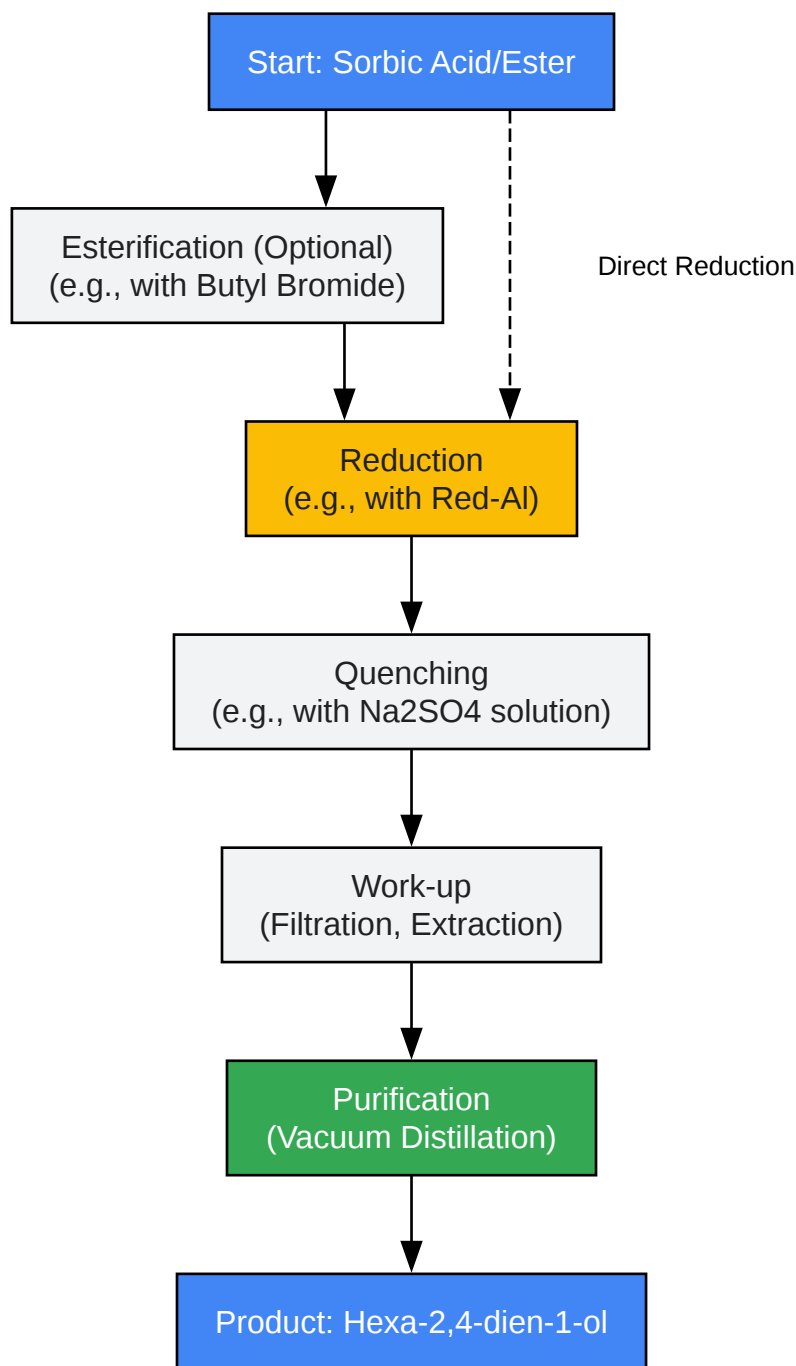 Start: Sorbic Acid/Ester
Esterification (Optional)
(e.g., with Butyl Bromide)
Direct Reduction
Reduction
(e.g., with Red-Al)
Quenching
(e.g., with Na2SO4 solution)
Work-up
(Filtration, Extraction)
Purification
(Vacuum Distillation)
Product: Hexa-2,4-dien-1-ol